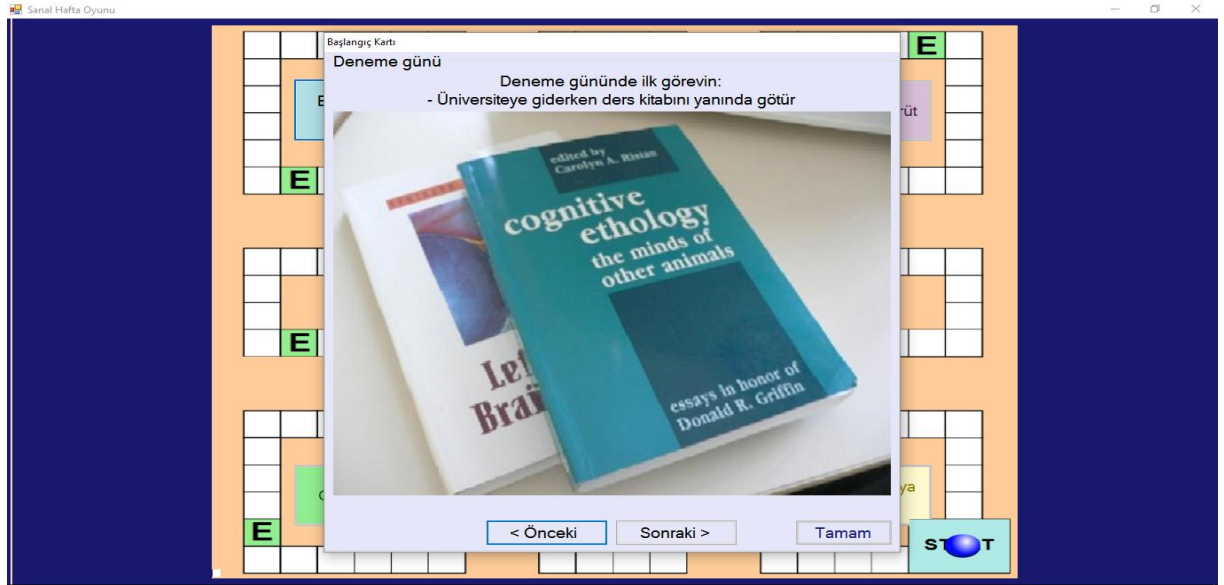 Sanal Hafta Oyunu
E
Başlangıç Kartı
Deneme günü
Deneme gününde ilk görevin:
- Üniversiteye giderken ders kitabını yanında götür
E
E
edited by
Carolyn A. Ristau
cognitive
ethology
the minds of
other animals
essays in honor of
Donald R. Griffin
E
E
< Önceki
Sonraki >
Tamam